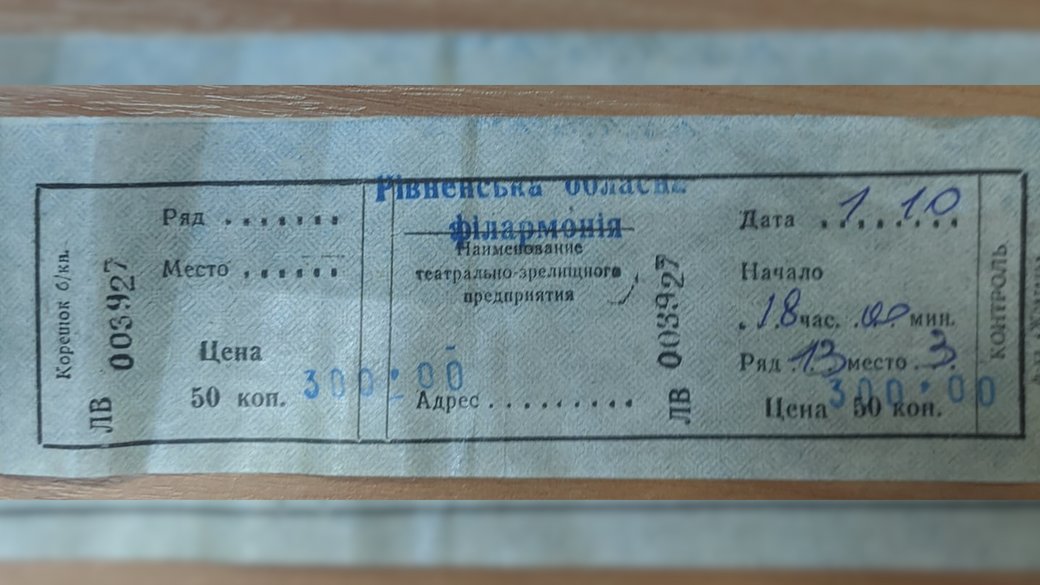 Корешок б/кв.
ЛВ 003927
Ряд . . . . . . .
Место . . . . . .
Цена
50 коп.
300-00
Рівненська обласна
філармонія
Наименование
театрально-зрелищного
предприятия
Адрес . . . . . . . . .
ЛВ 003927
Дата 1 10
Начало
18 час. 00 мин.
Ряд 13 место 3
300-00
Цена 50 коп.
КОНТРОЛЬ